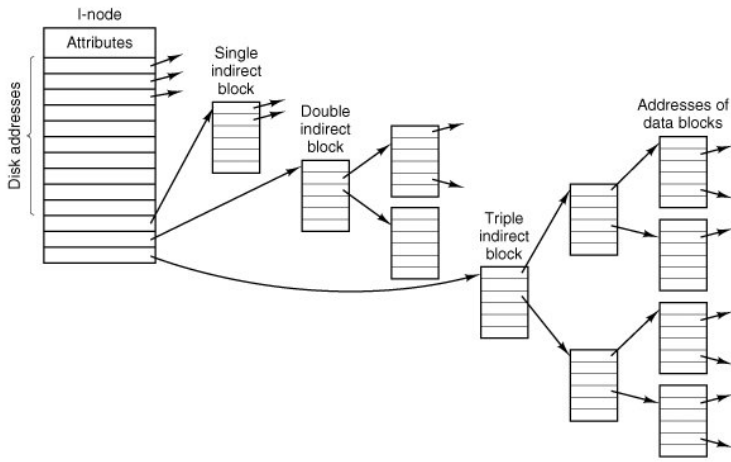 I-node
Attributes
Disk addresses
Single
indirect
block
Double
indirect
block
Triple
indirect
block
Addresses of
data blocks